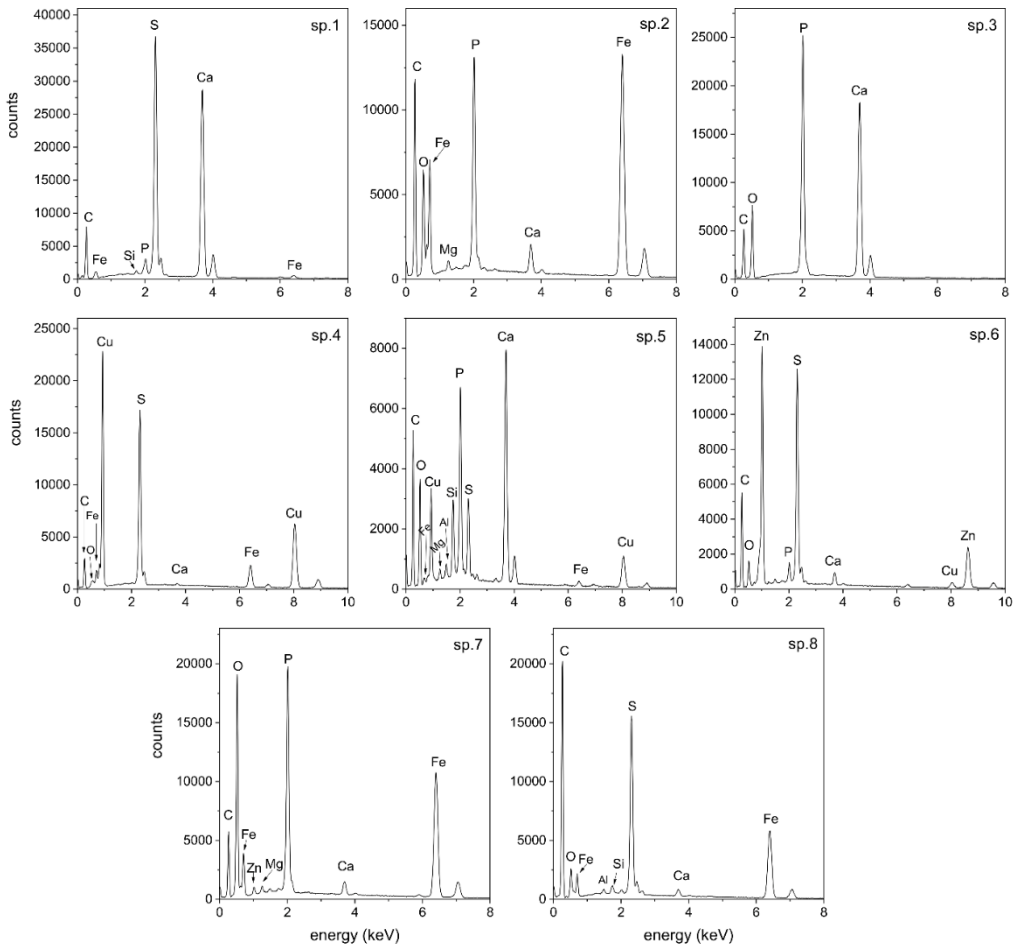 sp.1
counts
40000
35000
30000
25000
20000
15000
10000
5000
0
C
Fe
Si
P
S
Ca
Fe
0 2 4 6 8
sp.2
15000
10000
5000
0
C
O
Fe
Mg
P
Ca
Fe
0 2 4 6 8
sp.3
25000
20000
15000
10000
5000
0
C
O
P
Ca
0 2 4 6 8
sp.4
counts
25000
20000
15000
10000
5000
0
C
Fe
O
Cu
S
Ca
Fe
Cu
0 2 4 6 8 10
sp.5
8000
6000
4000
2000
0
C
O
Fe
Cu
Mg
Al
Si
P
S
Ca
Fe
Cu
0 2 4 6 8 10
sp.6
14000
12000
10000
8000
6000
4000
2000
0
C
O
Zn
P
S
Ca
Cu
Zn
0 2 4 6 8 10
sp.7
counts
20000
15000
10000
5000
0
C
O
Fe
Zn
Mg
P
Ca
Fe
0 2 4 6 8
energy (keV)
sp.8
20000
15000
10000
5000
0
C
O
Fe
Al
Si
S
Ca
Fe
0 2 4 6 8
energy (keV)